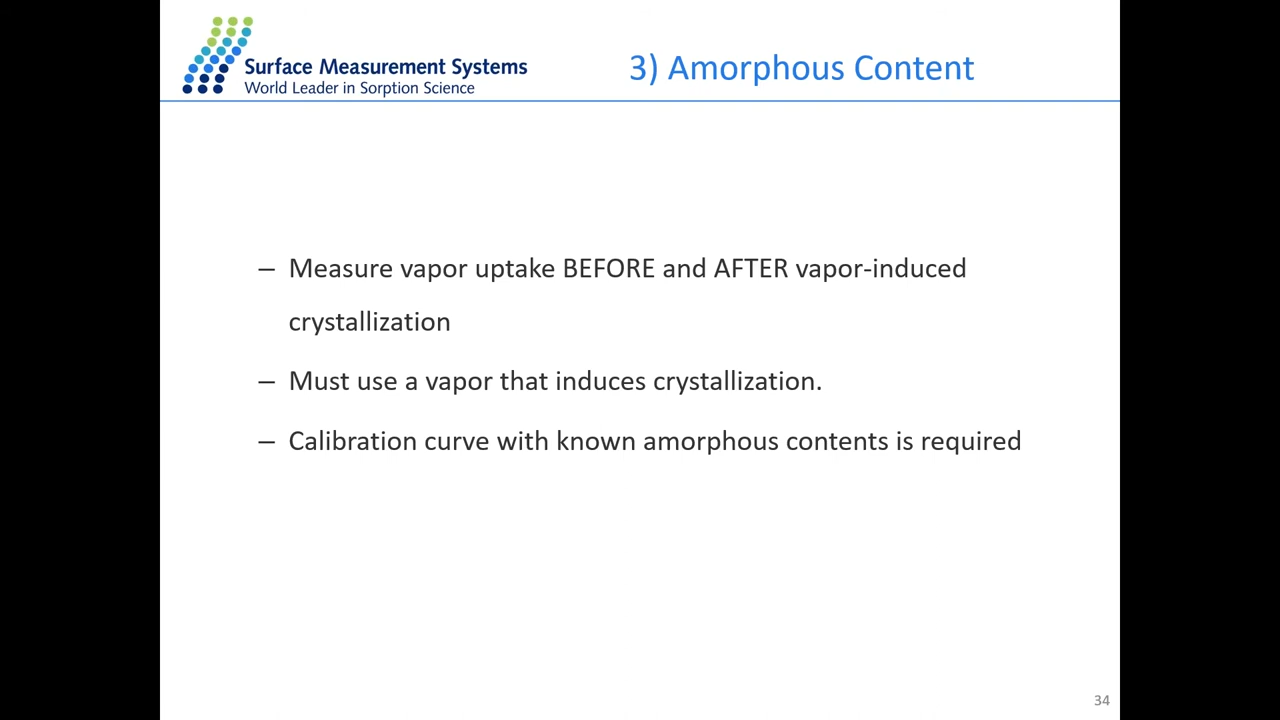 Surface Measurement Systems
World Leader in Sorption Science
3) Amorphous Content
– Measure vapor uptake BEFORE and AFTER vapor-induced
crystallization
– Must use a vapor that induces crystallization.
– Calibration curve with known amorphous contents is required
34